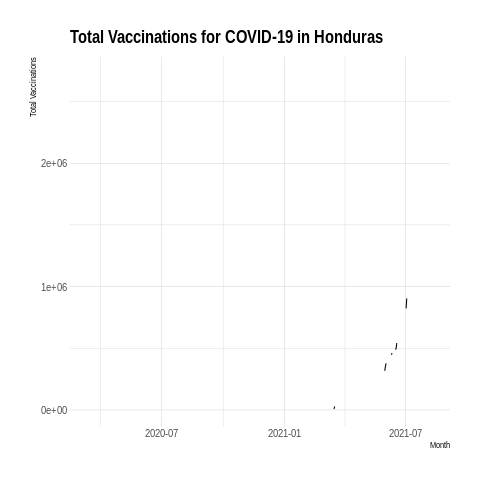 Total Vaccinations for COVID-19 in Honduras
Total Vaccinations
2e+06
1e+06
0e+00
2020-07
2021-01
2021-07
Month